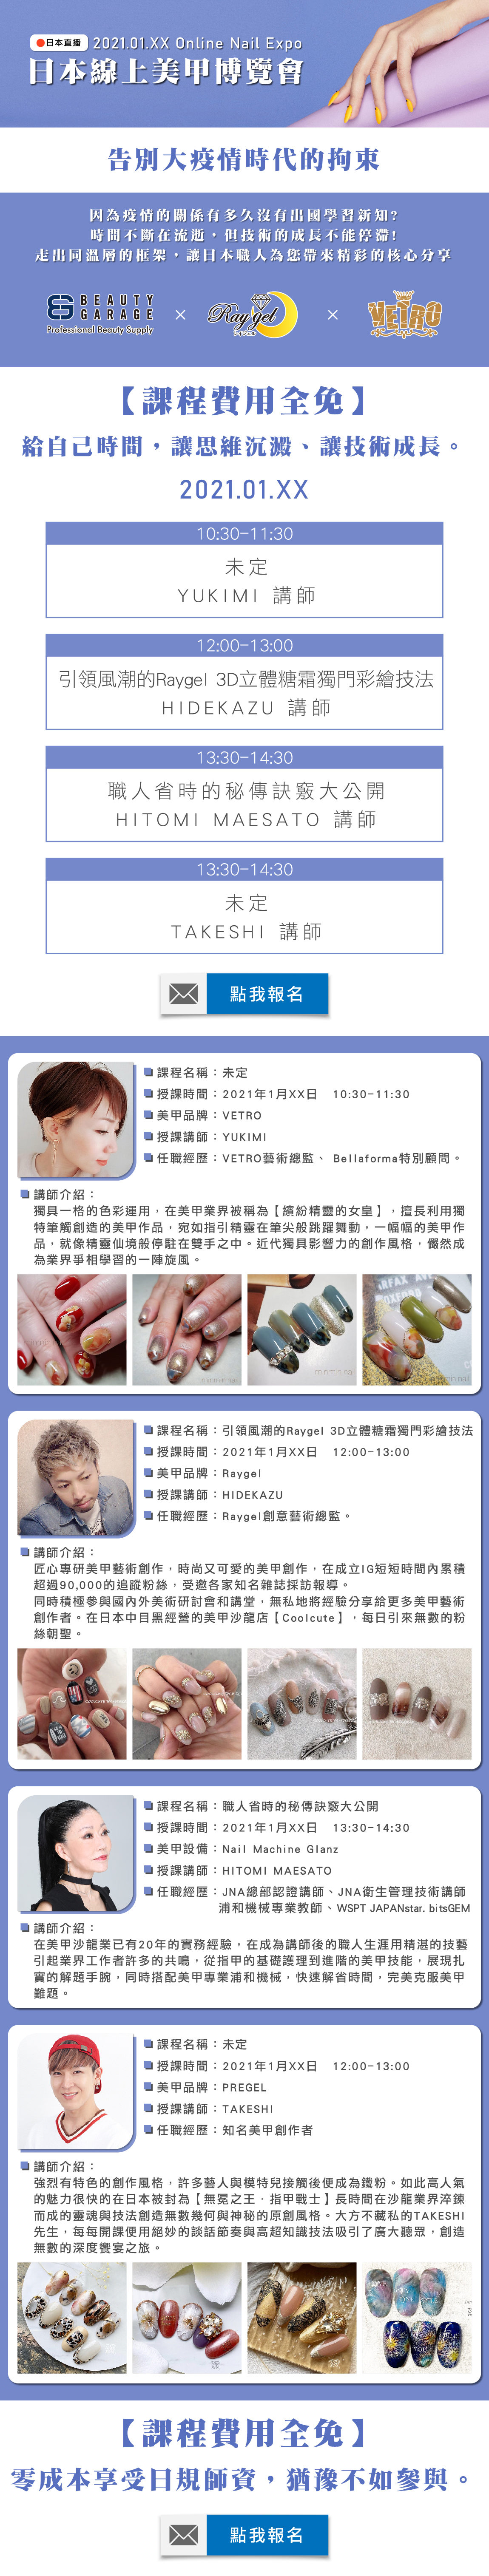 日本直播 2021.01.XX Online Nail Expo
日本線上美甲博覽會
告別大疫情時代的拘束
因為疫情的關係有多久沒有出國學習新知?
時間不斷在流逝，但技術的成長不能停滯!
走出同溫層的框架，讓日本職人為您帶來精彩的核心分享
BEAUTY GARAGE
Professional Beauty Supply
×
Raygel
×
VETRO
【課程費用全免】
給自己時間，讓思維沉澱、讓技術成長。
2021.01.XX
10:30-11:30
未定
YUKIMI 講師
12:00-13:00
引領風潮的Raygel 3D立體糖霜獨門彩繪技法
HIDEKAZU 講師
13:30-14:30
職人省時的秘傳訣竅大公開
HITOMI MAESATO 講師
13:30-14:30
未定
TAKESHI 講師
點我報名
課程名稱：未定
授課時間：2021年1月XX日 10:30-11:30
美甲品牌：VETRO
授課講師：YUKIMI
任職經歷：VETRO藝術總監、 Bellaforma特別顧問。
講師介紹：
獨具一格的色彩運用，在美甲業界被稱為【繽紛精靈的女皇】，擅長利用獨
特筆觸創造的美甲作品，宛如指引精靈在筆尖般跳躍舞動，一幅幅的美甲作
品，就像精靈仙境般停駐在雙手之中。近代獨具影響力的創作風格，儼然成
為業界爭相學習的一陣旋風。
課程名稱：引領風潮的Raygel 3D立體糖霜獨門彩繪技法
授課時間：2021年1月XX日 12:00-13:00
美甲品牌：Raygel
授課講師：HIDEKAZU
任職經歷：Raygel創意藝術總監。
講師介紹：
匠心專研美甲藝術創作，時尚又可愛的美甲創作，在成立IG短短時間內累積
超過90,000的追蹤粉絲，受邀各家知名雜誌採訪報導。
同時積極參與國內外美術研討會和講堂，無私地將經驗分享給更多美甲藝術
創作者。在日本中目黑經營的美甲沙龍店【Coolcute】，每日引來無數的粉
絲朝聖。
課程名稱：職人省時的秘傳訣竅大公開
授課時間：2021年1月XX日 13:30-14:30
美甲設備：Nail Machine Glanz
授課講師：HITOMI MAESATO
任職經歷：JNA總部認證講師、JNA衛生管理技術講師
浦和機械專業教師、WSPT JAPANstar. bitsGEM
講師介紹：
在美甲沙龍業已有20年的實務經驗，在成為講師後的職人生涯用精湛的技藝
引起業界工作者許多的共鳴，從指甲的基礎護理到進階的美甲技能，展現扎
實的解題手腕，同時搭配美甲專業浦和機械，快速解省時間，完美克服美甲
難題。
課程名稱：未定
授課時間：2021年1月XX日 12:00-13:00
美甲品牌：PREGEL
授課講師：TAKESHI
任職經歷：知名美甲創作者
講師介紹：
強烈有特色的創作風格，許多藝人與模特兒接觸後便成為鐵粉。如此高人氣
的魅力很快的在日本被封為【無冕之王．指甲戰士】長時間在沙龍業界淬鍊
而成的靈魂與技法創造無數幾何與神秘的原創風格。大方不藏私的TAKESHI
先生，每每開課便用絕妙的談話節奏與高超知識技法吸引了廣大聽眾，創造
無數的深度饗宴之旅。
【課程費用全免】
零成本享受日規師資，猶豫不如參與。
點我報名